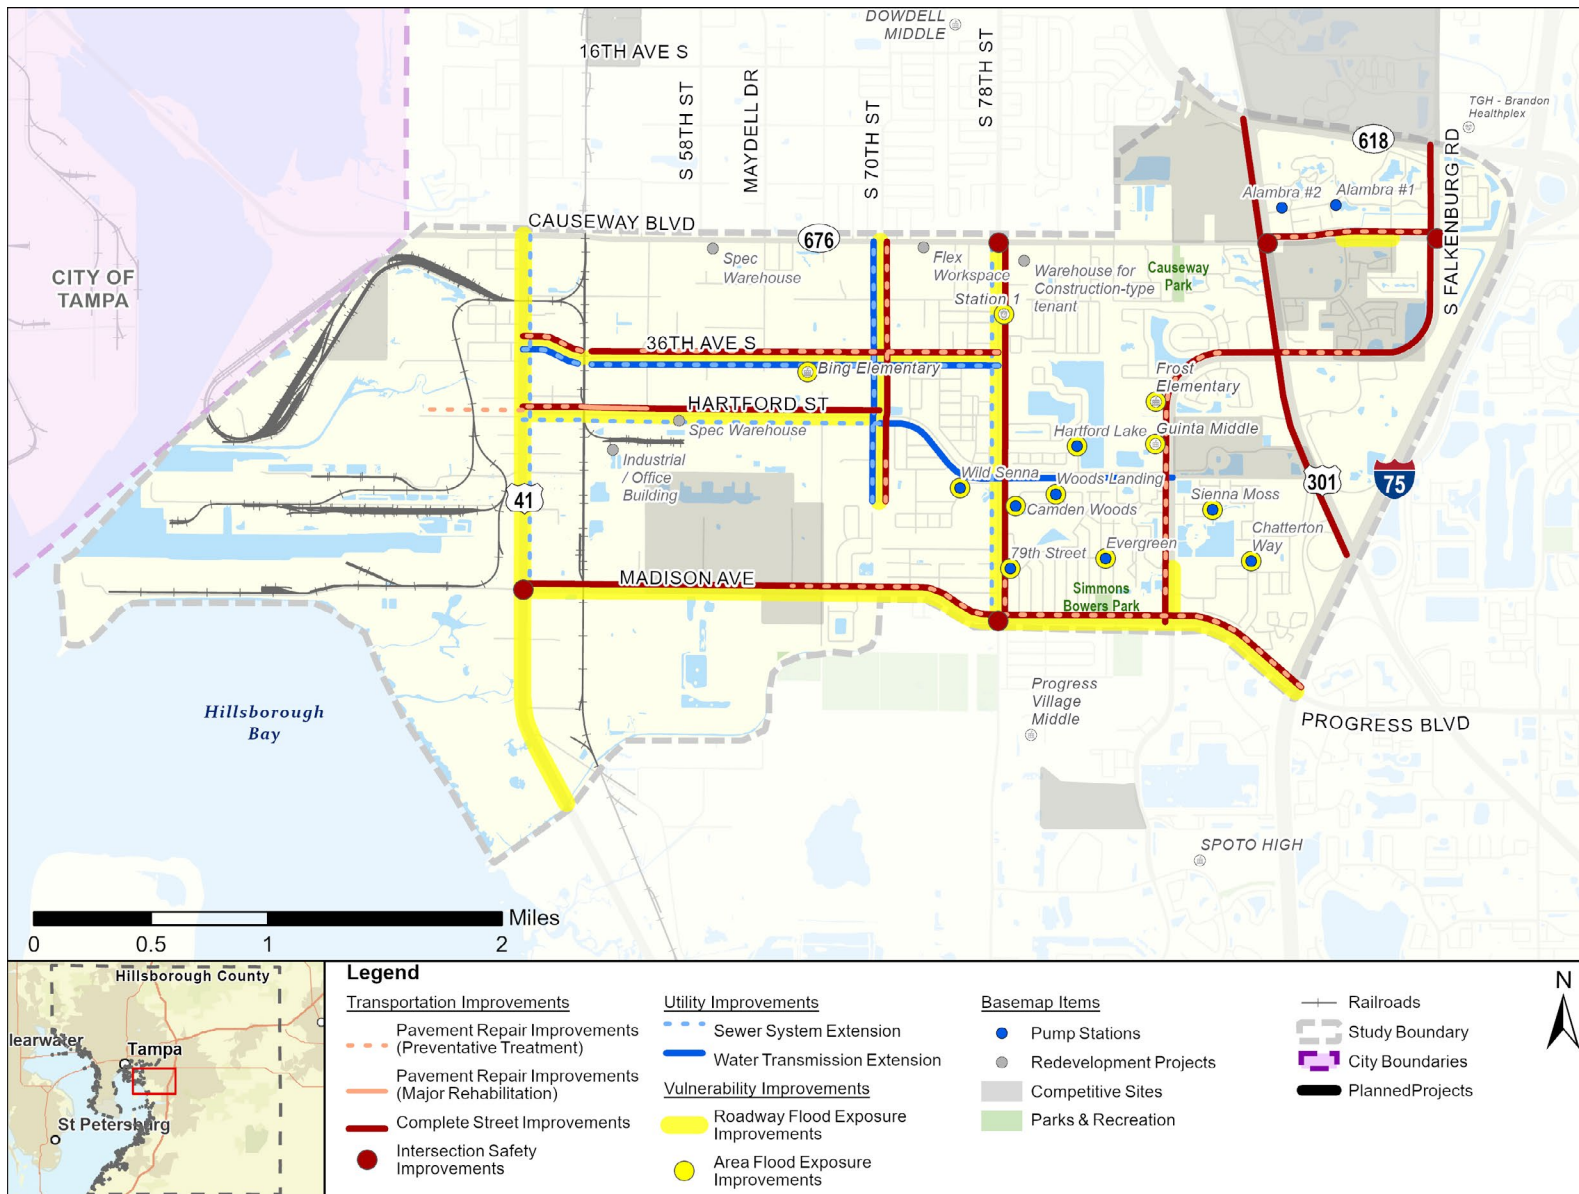 DOWDELL
MIDDLE
16TH AVE S
S 58TH ST
MAYDELL DR
S 70TH ST
S 78TH ST
TGH - Brandon
Healthplex
618
S FALKENBURG RD
Alambra #2
Alambra #1
CAUSEWAY BLVD
676
CITY OF
TAMPA
Spec
Warehouse
Flex
Workspace
Station 1
Warehouse for
Construction-type
tenant
Causeway
Park
36TH AVE S
Bing Elementary
Frost
Elementary
HARTFORD ST
Spec Warehouse
Hartford Lake
Guinta Middle
Industrial
/ Office
Building
41
Wild Senna
Woods Landing
Camden Woods
Sienna Moss
301
75
Chatterton
Way
79th Street
Evergreen
MADISON AVE
Simmons
Bowers Park
Hillsborough
Bay
Progress
Village
Middle
PROGRESS BLVD
SPOTO HIGH
Miles
0
0.5
1
2
Hillsborough County
learwater
Tampa
St Petersburg
Legend
Transportation Improvements
Pavement Repair Improvements
(Preventative Treatment)
Pavement Repair Improvements
(Major Rehabilitation)
Complete Street Improvements
Intersection Safety
Improvements
Utility Improvements
Sewer System Extension
Water Transmission Extension
Vulnerability Improvements
Roadway Flood Exposure
Improvements
Area Flood Exposure
Improvements
Basemap Items
Pump Stations
Redevelopment Projects
Competitive Sites
Parks & Recreation
Railroads
Study Boundary
City Boundaries
PlannedProjects
N